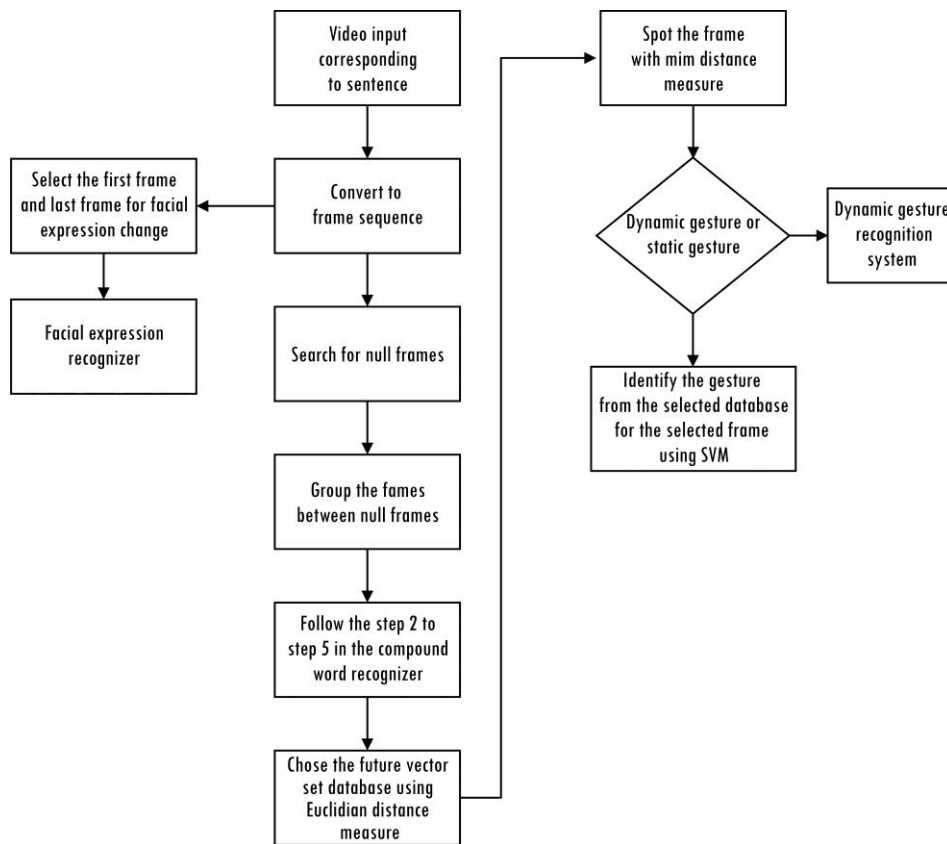 Video input
corresponding
to sentence
Convert to
frame sequence
Select the first frame
and last frame for facial
expression change
Facial expression
recognizer
Search for null frames
Group the fames
between null frames
Follow the step 2 to
step 5 in the compound
word recognizer
Chose the future vector
set database using
Euclidian distance
measure
Spot the frame
with mim distance
measure
Dynamic gesture or
static gesture
Dynamic gesture
recognition
system
Identify the gesture
from the selected database
for the selected frame
using SVM